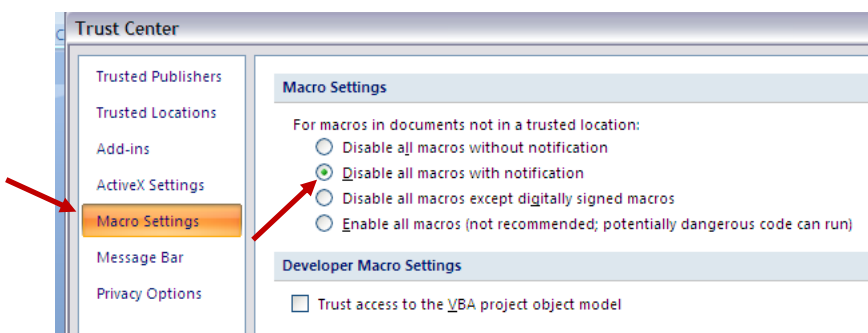 Trust Center
Trusted Publishers
Trusted Locations
Add-ins
ActiveX Settings
Macro Settings
Message Bar
Privacy Options
Macro Settings
For macros in documents not in a trusted location:
Disable all macros without notification
Disable all macros with notification
Disable all macros except digitally signed macros
Enable all macros (not recommended; potentially dangerous code can run)
Developer Macro Settings
Trust access to the VBA project object model